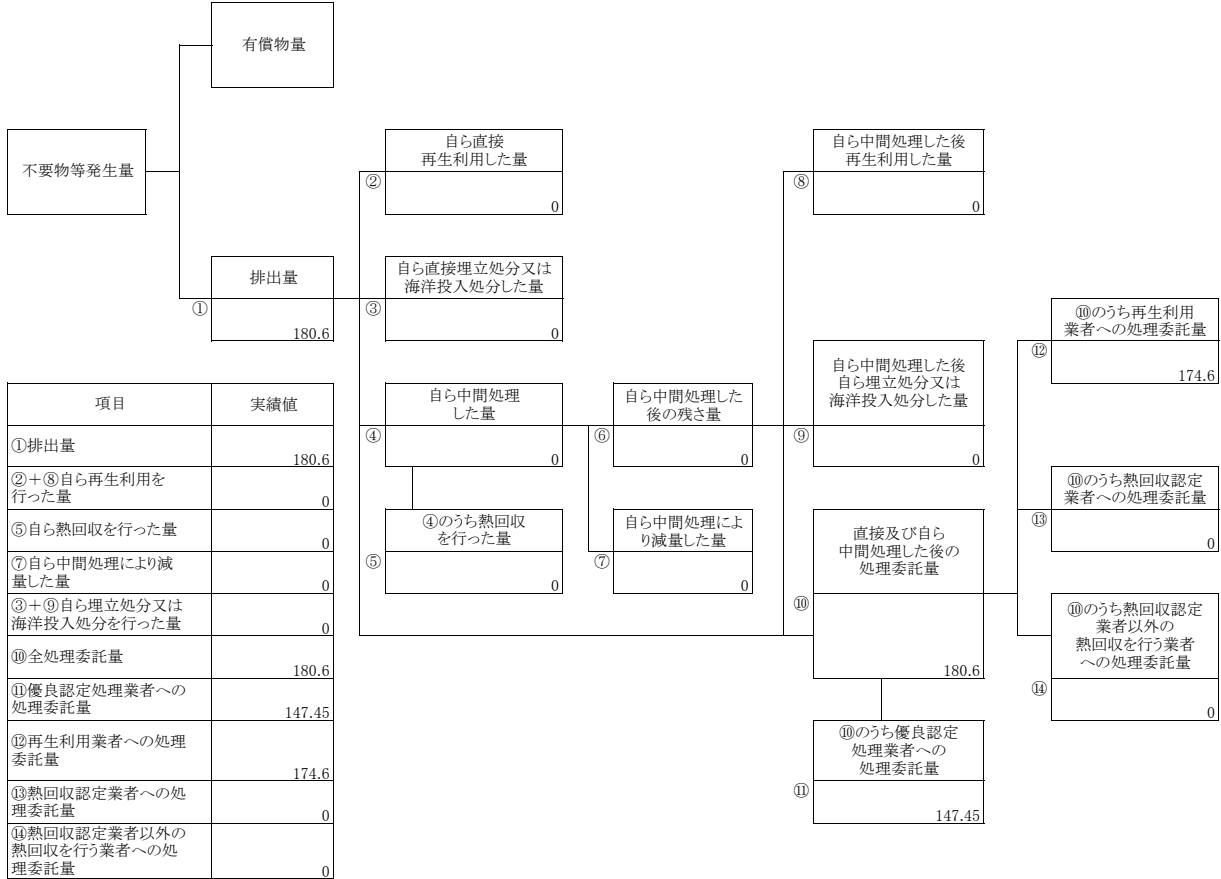 有償物量
不要物等発生量
自ら直接
再生利用した量
②
0
自ら中間処理した後
再生利用した量
⑧
0
排出量
①
180.6
自ら直接埋立処分又は
海洋投入処分した量
③
0
⑩のうち再生利用
業者への処理委託量
⑫
174.6
自ら中間処理
した量
④
0
自ら中間処理した
後の残さ量
⑥
0
自ら中間処理した後
自ら埋立処分又は
海洋投入処分した量
⑨
0
⑩のうち熱回収認定
業者への処理委託量
⑬
0
④のうち熱回収
を行った量
⑤
0
自ら中間処理によ
り減量した量
⑦
0
直接及び自ら
中間処理した後の
処理委託量
⑩
180.6
⑩のうち熱回収認定
業者以外の
熱回収を行う業者
への処理委託量
⑭
0
⑩のうち優良認定
処理業者への
処理委託量
⑪
147.45
項目 実績値
①排出量
180.6
②+⑧自ら再生利用を
行った量
0
⑤自ら熱回収を行った量
0
⑦自ら中間処理により減
量した量
0
③+⑨自ら埋立処分又は
海洋投入処分を行った量
0
⑩全処理委託量
180.6
⑪優良認定処理業者への
処理委託量
147.45
⑫再生利用業者への処理
委託量
174.6
⑬熱回収認定業者への処
理委託量
0
⑭熱回収認定業者以外の
熱回収を行う業者への処
理委託量
0